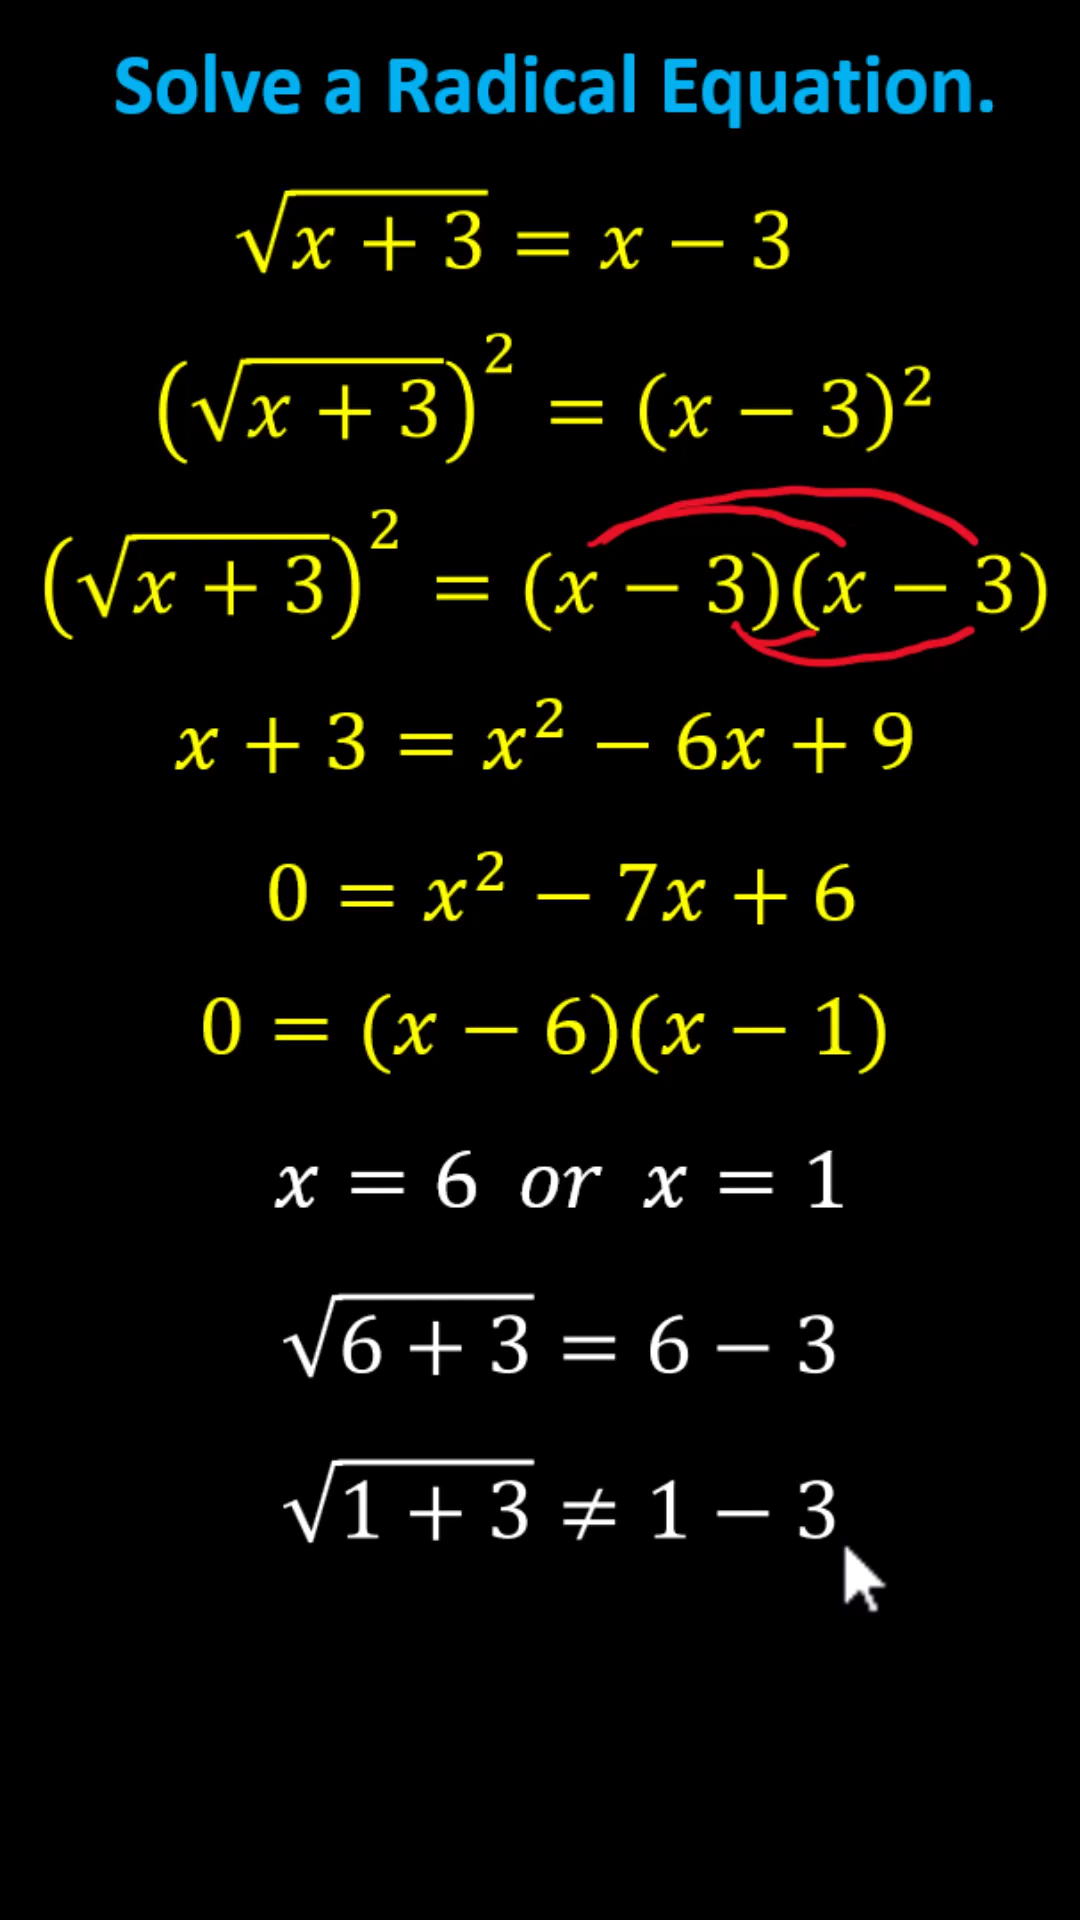 Solve a Radical Equation.
√(x + 3) = x − 3
(√(x + 3))² = (x − 3)²
(√(x + 3))² = (x − 3)(x − 3)
x + 3 = x² − 6x + 9
0 = x² − 7x + 6
0 = (x − 6)(x − 1)
x = 6 or x = 1
√(6 + 3) = 6 − 3
√(1 + 3) ≠ 1 − 3